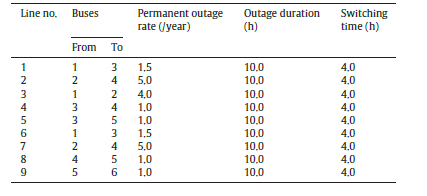 Line no. Buses Permanent outage rate (/year) Outage duration (h) Switching time (h)
From To
1 1 3 1.5 10.0 4.0
2 2 4 5.0 10.0 4.0
3 1 2 4.0 10.0 4.0
4 3 4 1.0 10.0 4.0
5 3 5 1.0 10.0 4.0
6 1 3 1.5 10.0 4.0
7 2 4 5.0 10.0 4.0
8 4 5 1.0 10.0 4.0
9 5 6 1.0 10.0 4.0